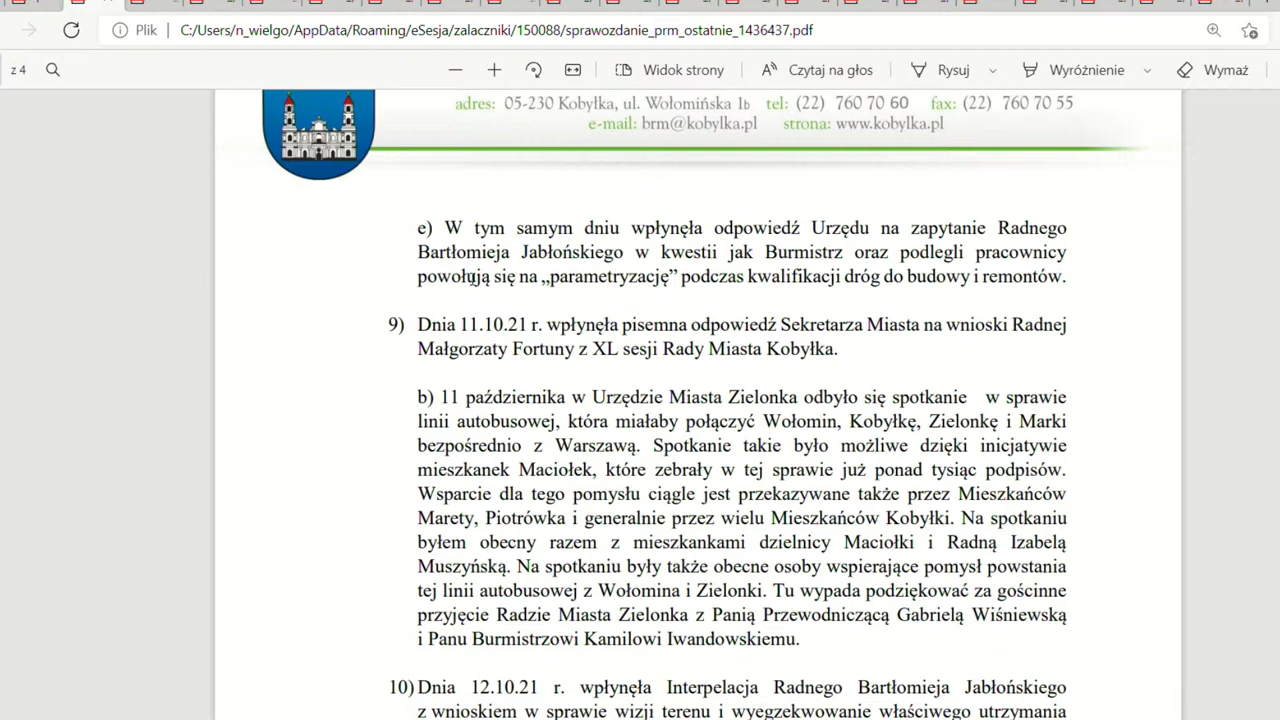 Plik
C:/Users/n_wielgo/AppData/Roaming/eSesja/zalaczniki/150088/sprawozdanie_prm_ostatnie_1436437.pdf
z 4
Widok strony
Czytaj na głos
Rysuj
Wyróżnienie
Wymaż
adres: 05-230 Kobyłka, ul. Wołomińska 1b tel: (22) 760 70 60 fax: (22) 760 70 55
e-mail: brm@kobylka.pl strona: www.kobylka.pl
e) W tym samym dniu wpłynęła odpowiedź Urzędu na zapytanie Radnego
Bartłomieja Jabłońskiego w kwestii jak Burmistrz oraz podlegli pracownicy
powołują się na „parametryzację” podczas kwalifikacji dróg do budowy i remontów.
9) Dnia 11.10.21 r. wpłynęła pisemna odpowiedź Sekretarza Miasta na wnioski Radnej
Małgorzaty Fortuny z XL sesji Rady Miasta Kobyłka.
b) 11 października w Urzędzie Miasta Zielonka odbyło się spotkanie w sprawie
linii autobusowej, która miałaby połączyć Wołomin, Kobyłkę, Zielonkę i Marki
bezpośrednio z Warszawą. Spotkanie takie było możliwe dzięki inicjatywie
mieszkanek Maciołek, które zebrały w tej sprawie już ponad tysiąc podpisów.
Wsparcie dla tego pomysłu ciągle jest przekazywane także przez Mieszkańców
Marety, Piotrówka i generalnie przez wielu Mieszkańców Kobyłki. Na spotkaniu
byłem obecny razem z mieszkankami dzielnicy Maciołki i Radną Izabelą
Muszyńską. Na spotkaniu były także obecne osoby wspierające pomysł powstania
tej linii autobusowej z Wołomina i Zielonki. Tu wypada podziękować za gościnne
przyjęcie Radzie Miasta Zielonka z Panią Przewodniczącą Gabrielą Wiśniewską
i Panu Burmistrzowi Kamilowi Iwandowskiemu.
10) Dnia 12.10.21 r. wpłynęła Interpelacja Radnego Bartłomieja Jabłońskiego
z wnioskiem w sprawie wizji terenu i wyegzekwowanie właściwego utrzymania